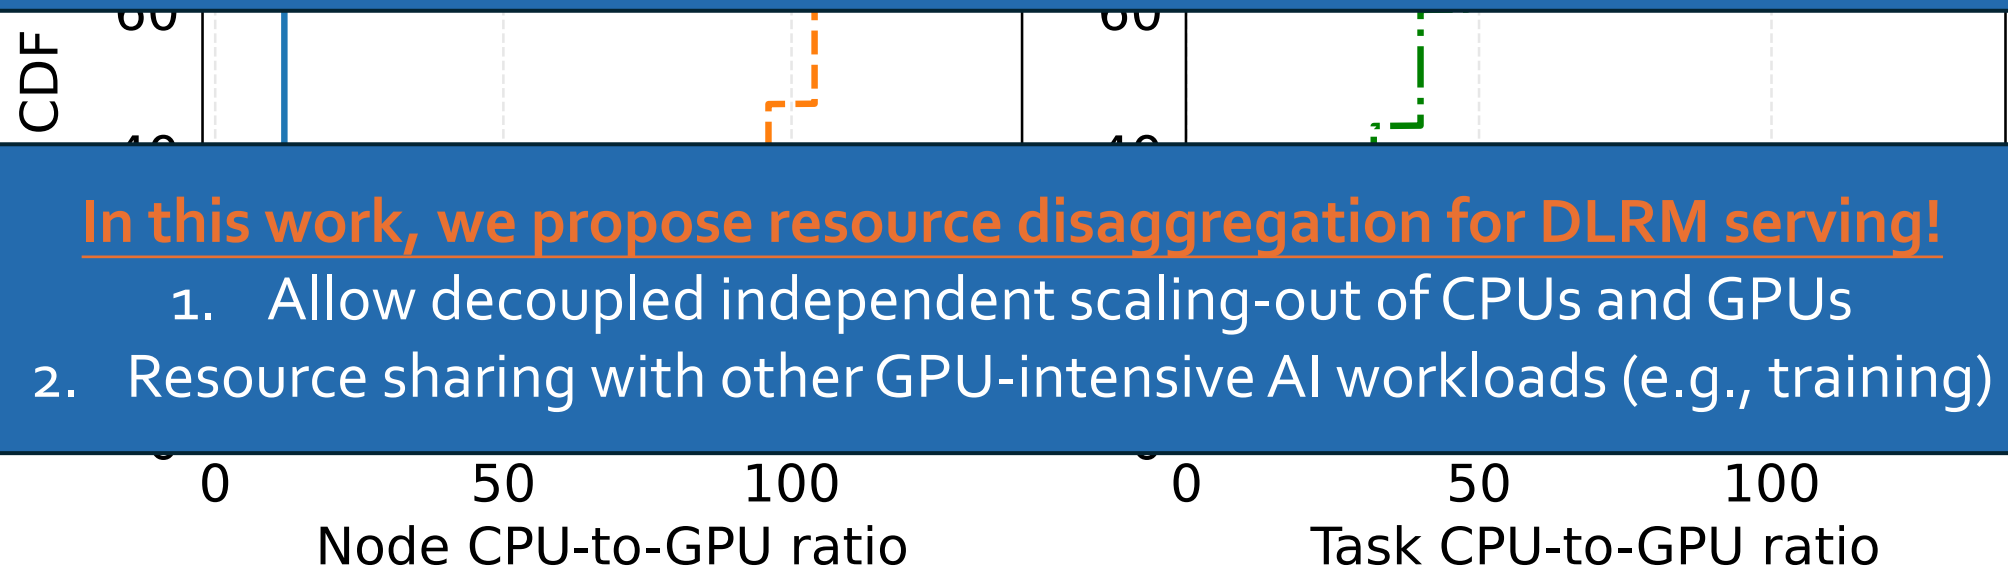 60
60
CDF
40
40
In this work, we propose resource disaggregation for DLRM serving!
1. Allow decoupled independent scaling-out of CPUs and GPUs
2. Resource sharing with other GPU-intensive AI workloads (e.g., training)
0 50 100
0 50 100
Node CPU-to-GPU ratio
Task CPU-to-GPU ratio